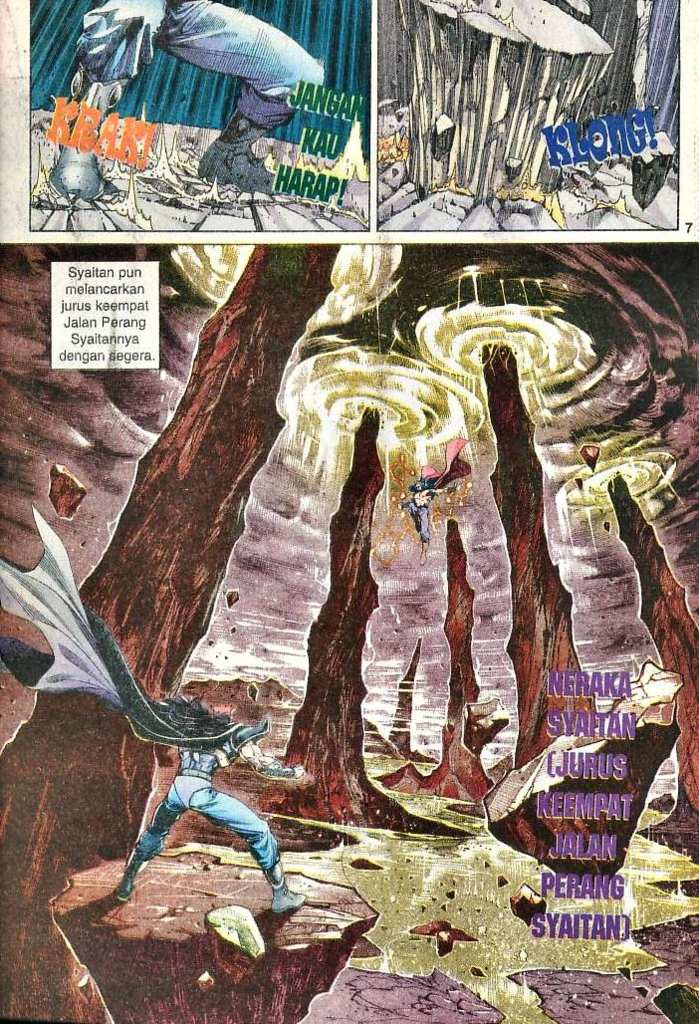 KRAK!
JANGAN
KAU
HARAP!
KLONG!
7
Syaitan pun
melancarkan
jurus keempat
Jalan Perang
Syaitannya
dengan segera.
NERAKA
SYAITAN
(JURUS
KEEMPAT
JALAN
PERANG
SYAITAN)